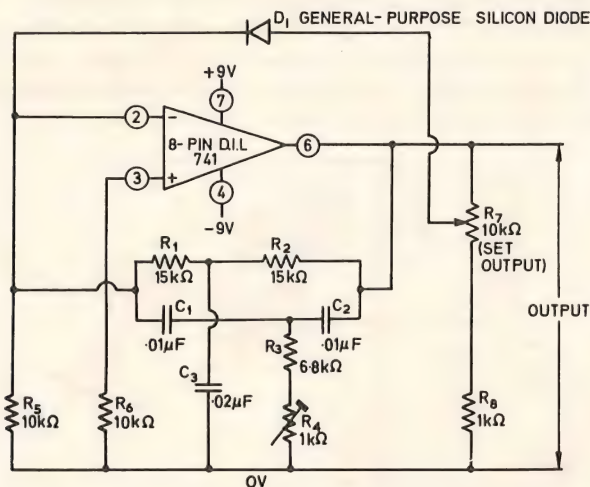 D1 GENERAL-PURPOSE SILICON DIODE
+9V
7
2
-
8-PIN D.I.L
741
6
3
+
4
-9V
R7
10kΩ
(SET
OUTPUT)
R1
15kΩ
R2
15kΩ
OUTPUT
C1
.01μF
C2
.01μF
R3
6.8kΩ
C3
.02μF
R5
10kΩ
R6
10kΩ
R4
1kΩ
R8
1kΩ
0V